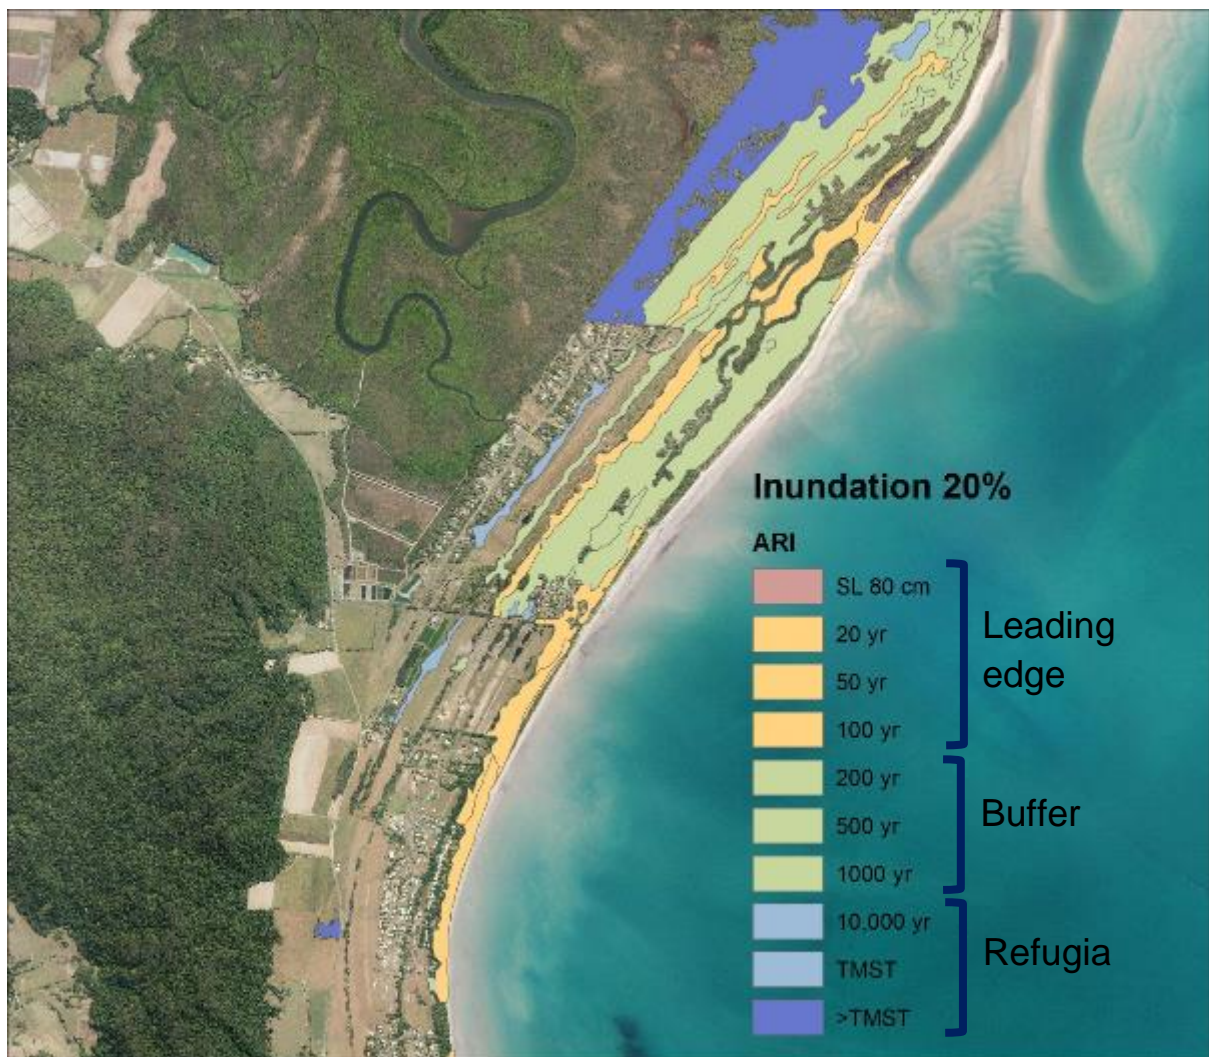 Inundation 20%
ARI
SL 80 cm
20 yr
50 yr
100 yr
Leading
edge
200 yr
500 yr
1000 yr
Buffer
10,000 yr
TMST
>TMST
Refugia